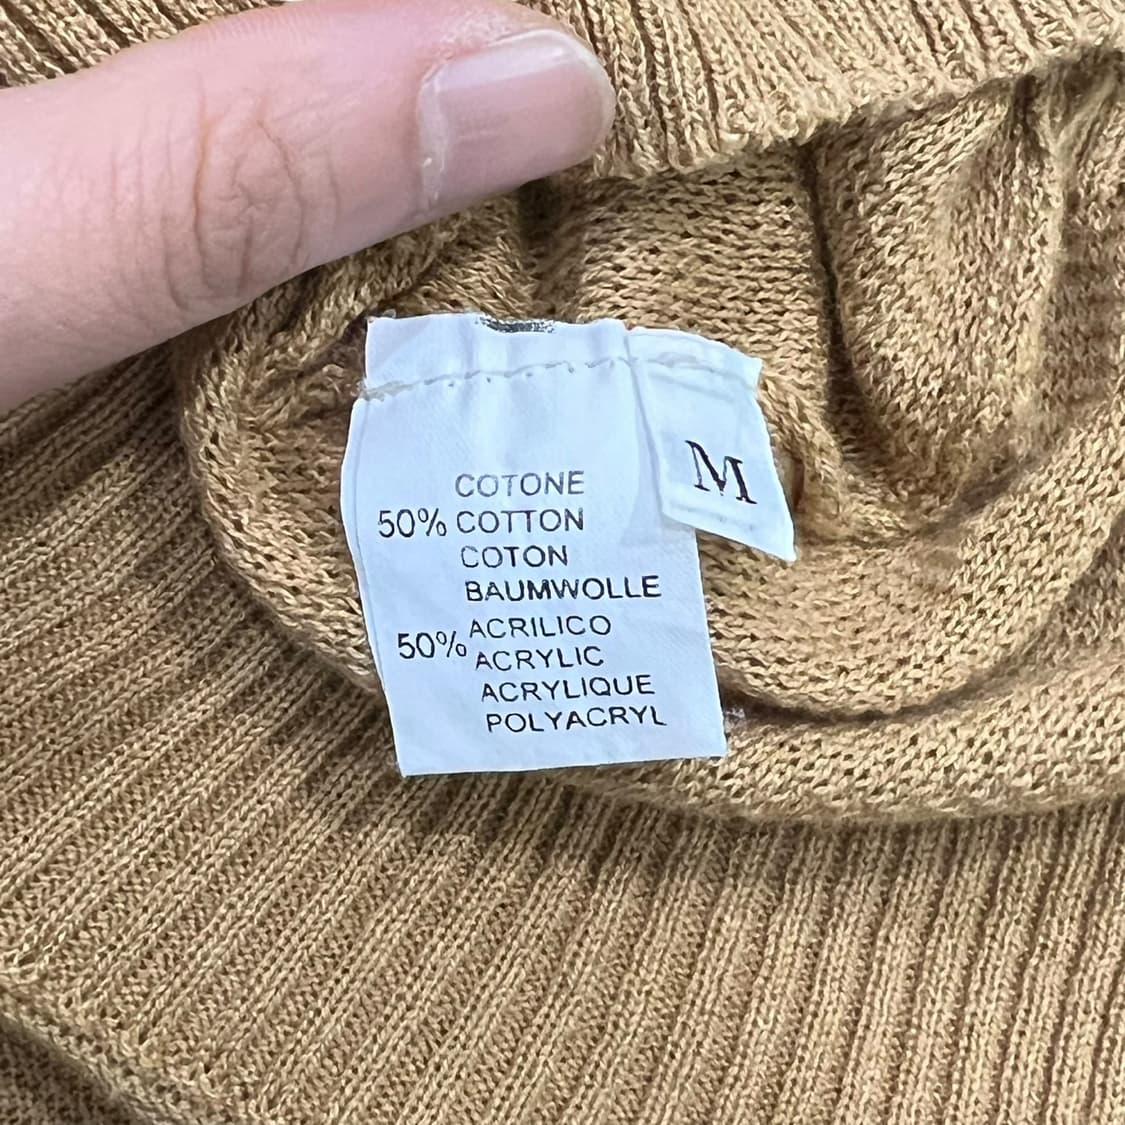 COTONE
50% COTTON
COTON
BAUMWOLLE
50% ACRILICO
ACRYLIC
ACRYLIQUE
POLYACRYL
M